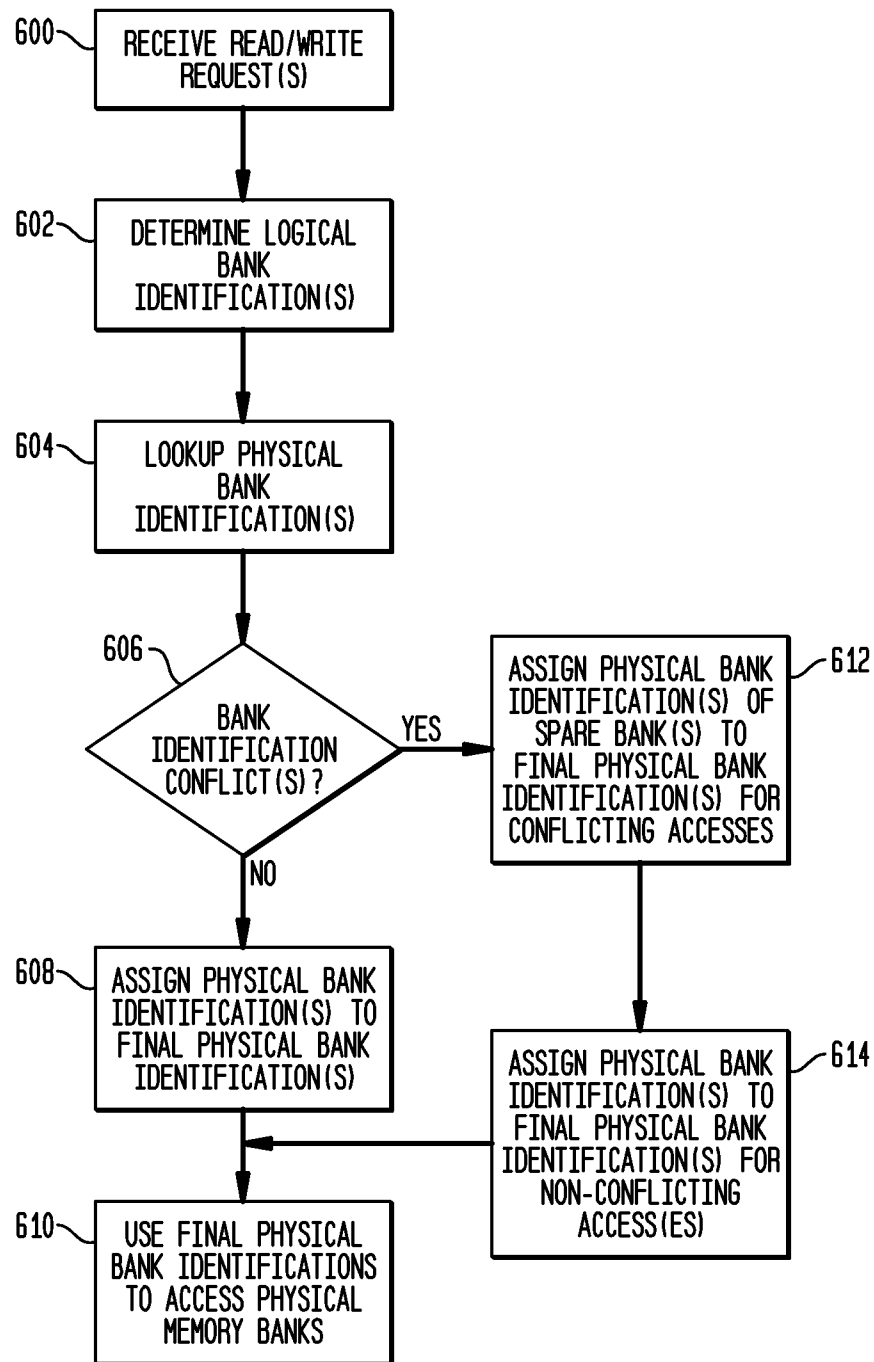 600
RECEIVE READ/WRITE
REQUEST(S)
602
DETERMINE LOGICAL
BANK
IDENTIFICATION(S)
604
LOOKUP PHYSICAL
BANK
IDENTIFICATION(S)
606
BANK
IDENTIFICATION
CONFLICT(S)?
YES
NO
612
ASSIGN PHYSICAL BANK
IDENTIFICATION(S) OF
SPARE BANK(S) TO
FINAL PHYSICAL BANK
IDENTIFICATION(S) FOR
CONFLICTING ACCESSES
608
ASSIGN PHYSICAL BANK
IDENTIFICATION(S) TO
FINAL PHYSICAL BANK
IDENTIFICATION(S)
614
ASSIGN PHYSICAL BANK
IDENTIFICATION(S) TO
FINAL PHYSICAL BANK
IDENTIFICATION(S) FOR
NON-CONFLICTING
ACCESS(ES)
610
USE FINAL PHYSICAL
BANK IDENTIFICATIONS
TO ACCESS PHYSICAL
MEMORY BANKS